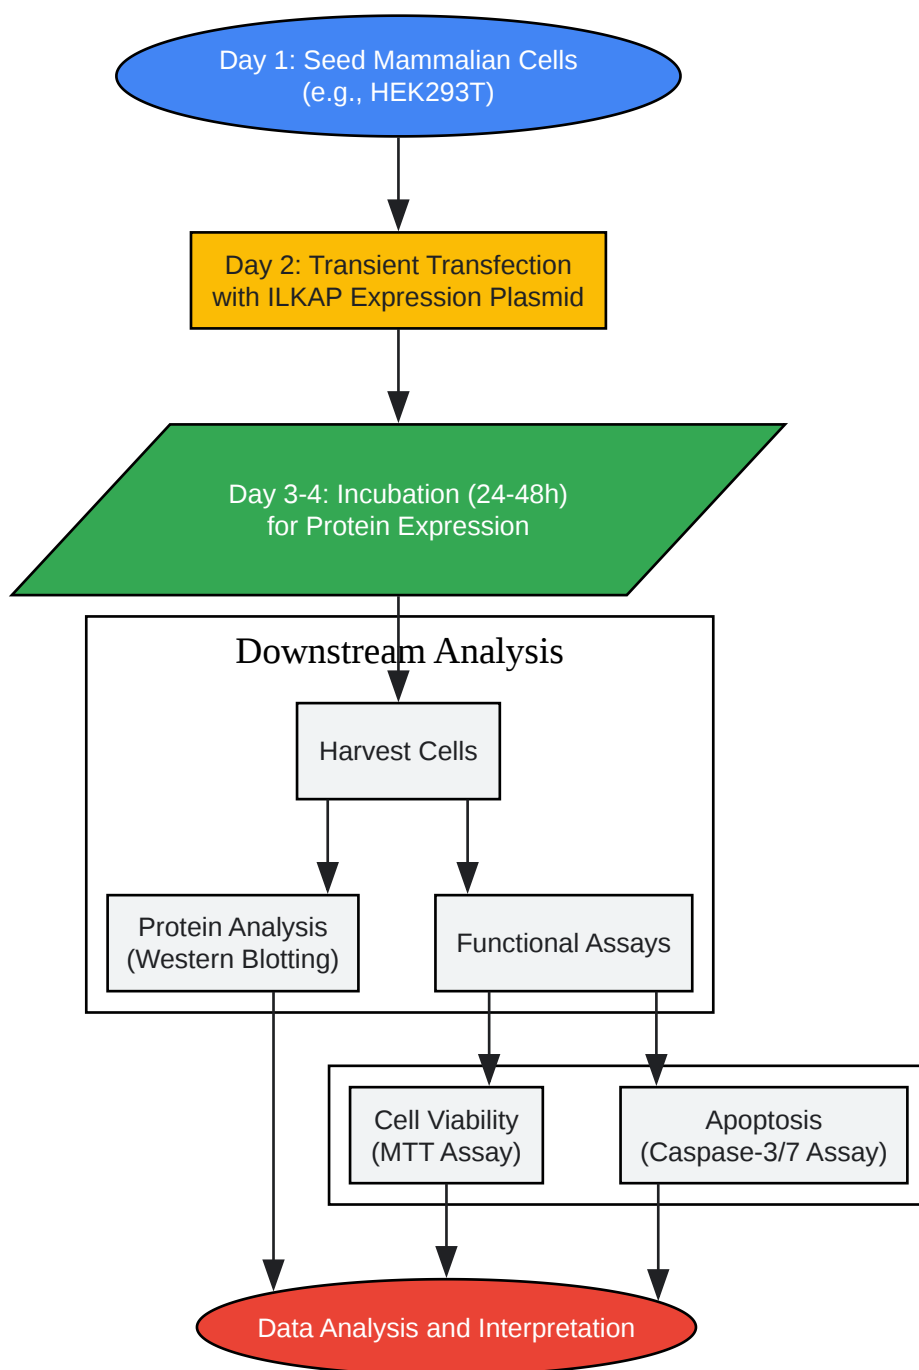 Day 1: Seed Mammalian Cells
(e.g., HEK293T)
Day 2: Transient Transfection
with ILKAP Expression Plasmid
Day 3-4: Incubation (24-48h)
for Protein Expression
Downstream Analysis
Harvest Cells
Protein Analysis
(Western Blotting)
Functional Assays
Cell Viability
(MTT Assay)
Apoptosis
(Caspase-3/7 Assay)
Data Analysis and Interpretation